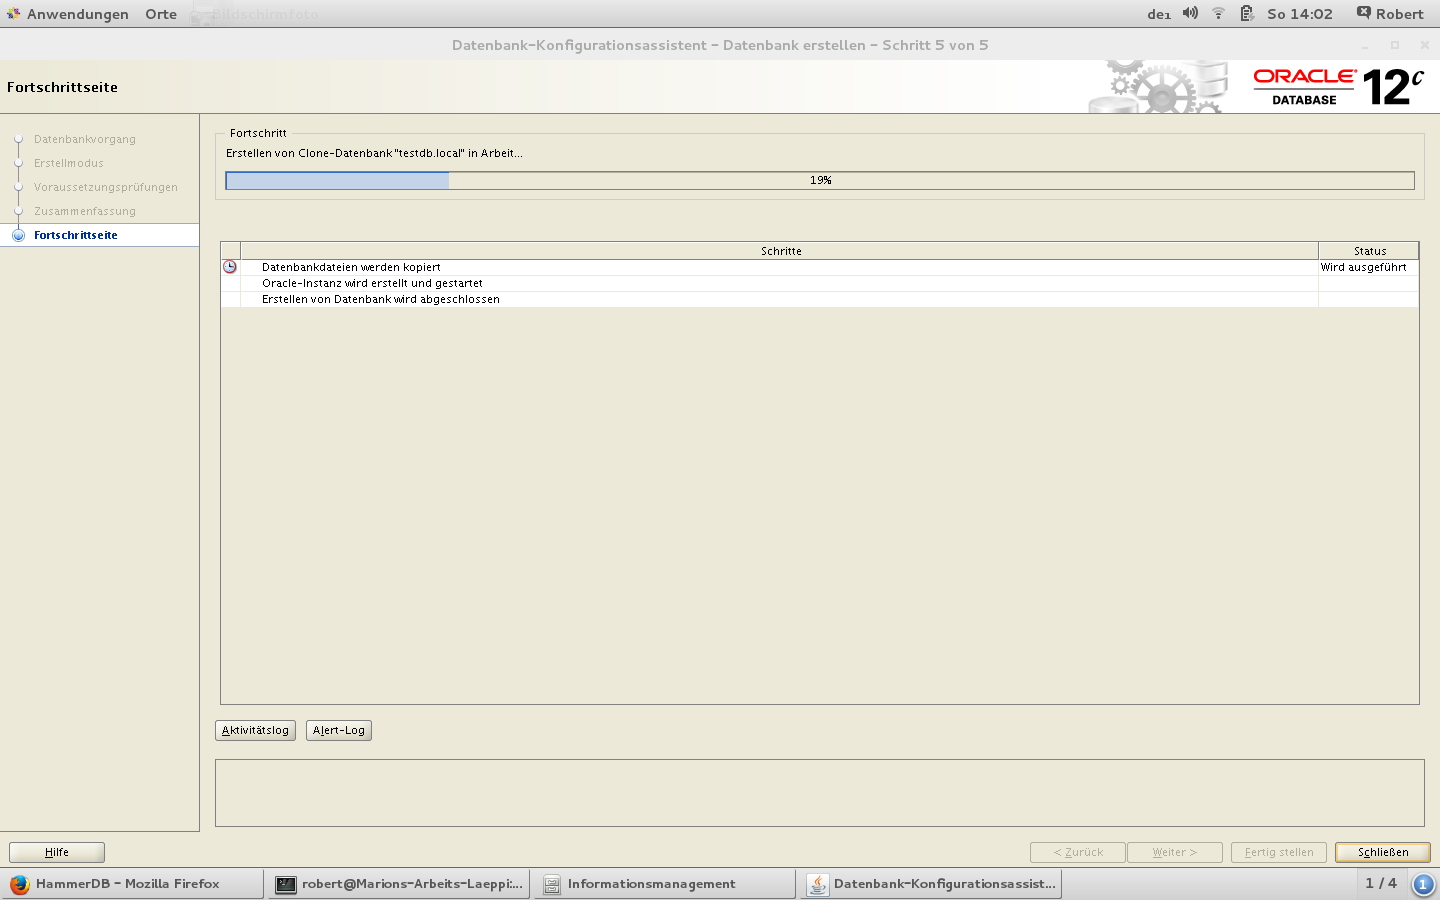 Anwendungen Orte Bildschirmfoto de1 So 14:02 Robert
Datenbank-Konfigurationsassistent - Datenbank erstellen - Schritt 5 von 5
Fortschrittseite
ORACLE DATABASE 12c
Datenbankvorgang
Erstellmodus
Voraussetzungsprüfungen
Zusammenfassung
Fortschrittseite
Fortschritt
Erstellen von Clone-Datenbank "testdb.local" in Arbeit...
19%
Schritte Status
Datenbankdateien werden kopiert Wird ausgeführt
Oracle-Instanz wird erstellt und gestartet
Erstellen von Datenbank wird abgeschlossen
Aktivitätslog Alert-Log
Hilfe < Zurück Weiter > Fertig stellen Schließen
HammerDB - Mozilla Firefox robert@Marions-Arbeits-Laeppi:... Informationsmanagement Datenbank-Konfigurationsassist... 1 / 4 1